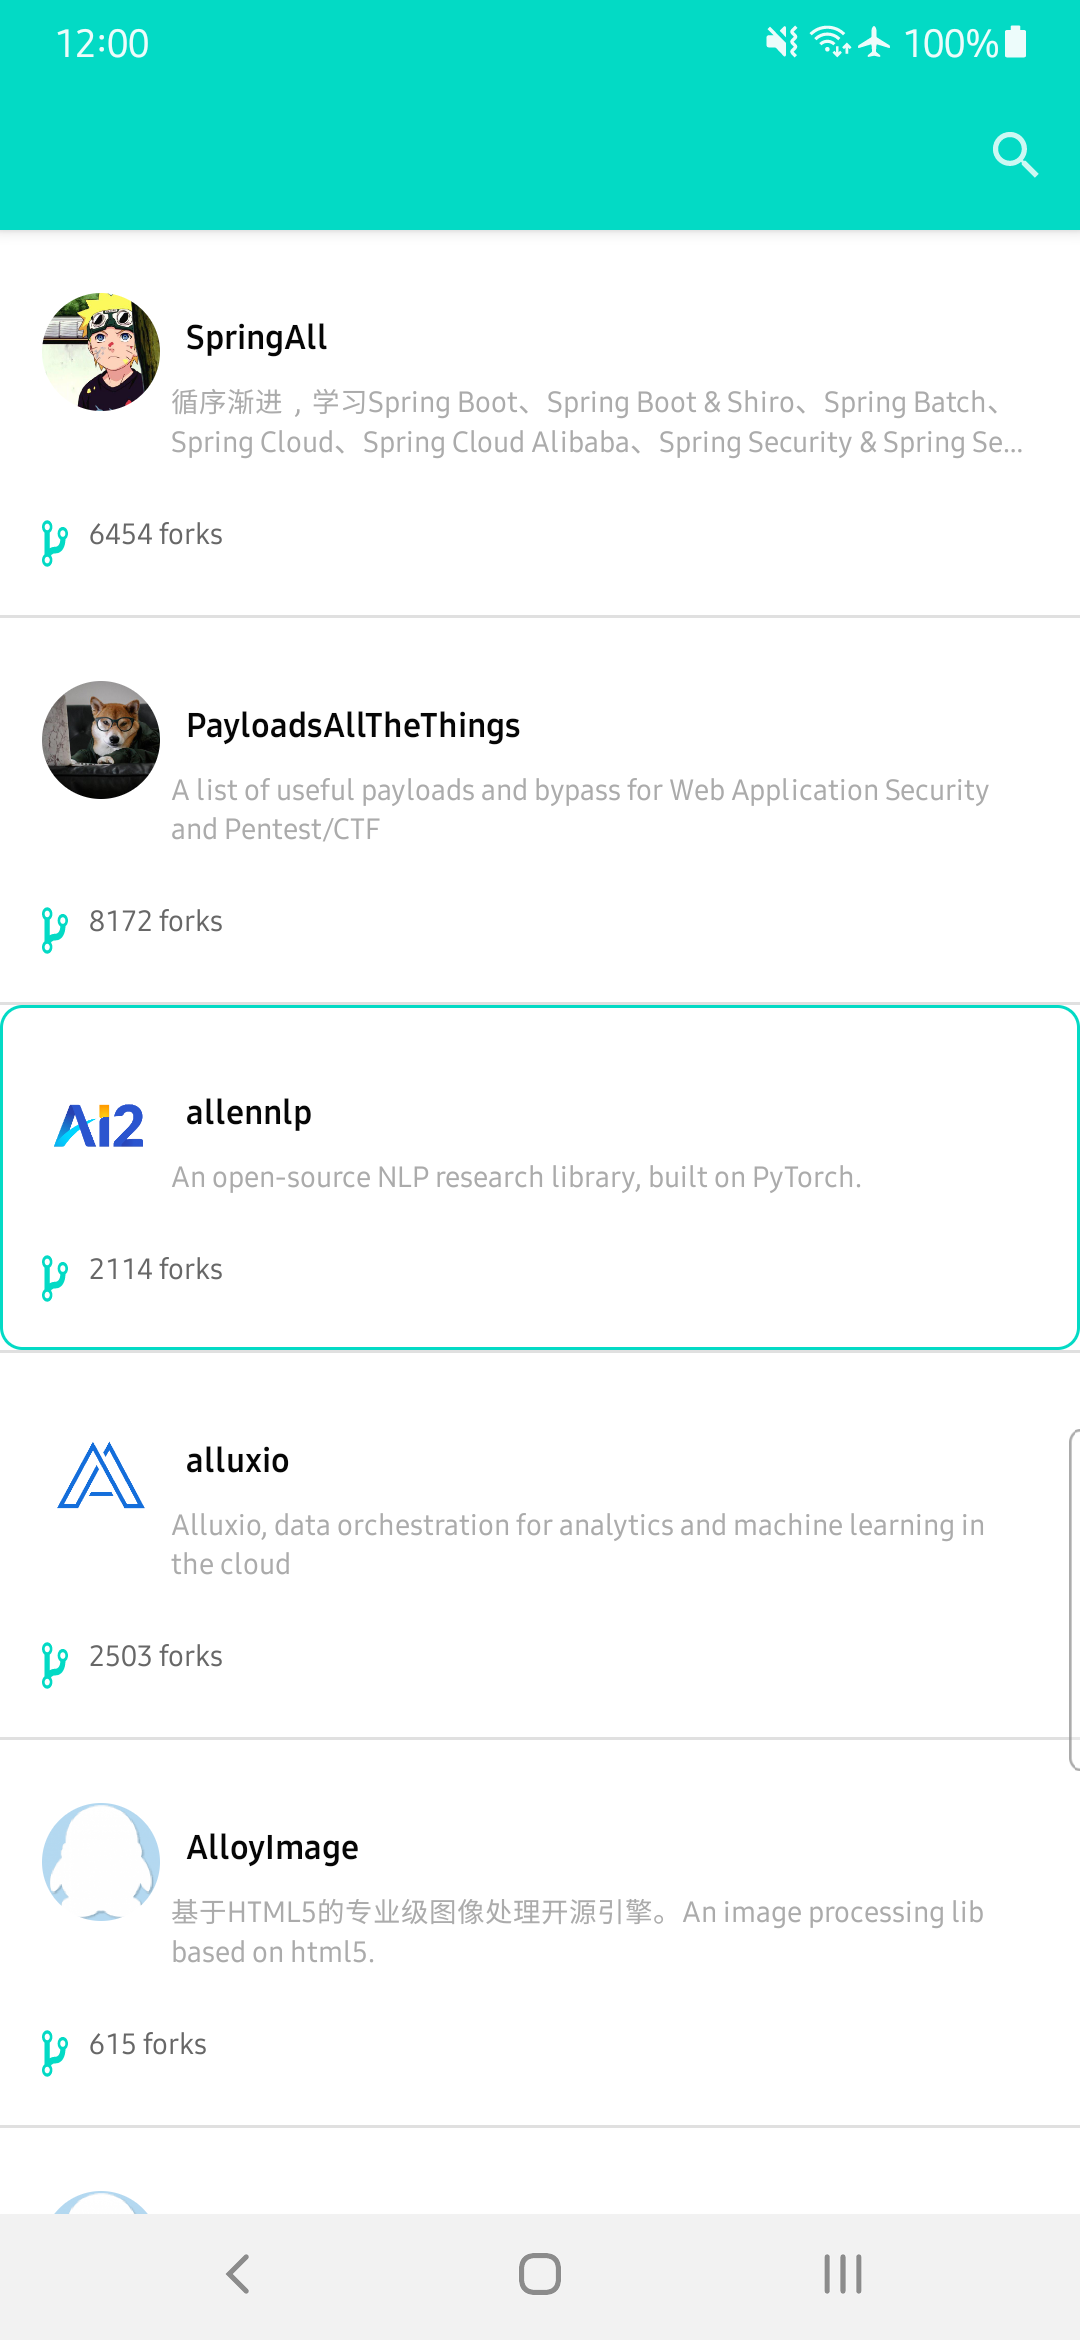 12:00
100%
SpringAll
循序渐进，学习Spring Boot、Spring Boot & Shiro、Spring Batch、
Spring Cloud、Spring Cloud Alibaba、Spring Security & Spring Se...
6454 forks
PayloadsAllTheThings
A list of useful payloads and bypass for Web Application Security
and Pentest/CTF
8172 forks
Ai2
allennlp
An open-source NLP research library, built on PyTorch.
2114 forks
alluxio
Alluxio, data orchestration for analytics and machine learning in
the cloud
2503 forks
AlloyImage
基于HTML5的专业级图像处理开源引擎。An image processing lib
based on html5.
615 forks